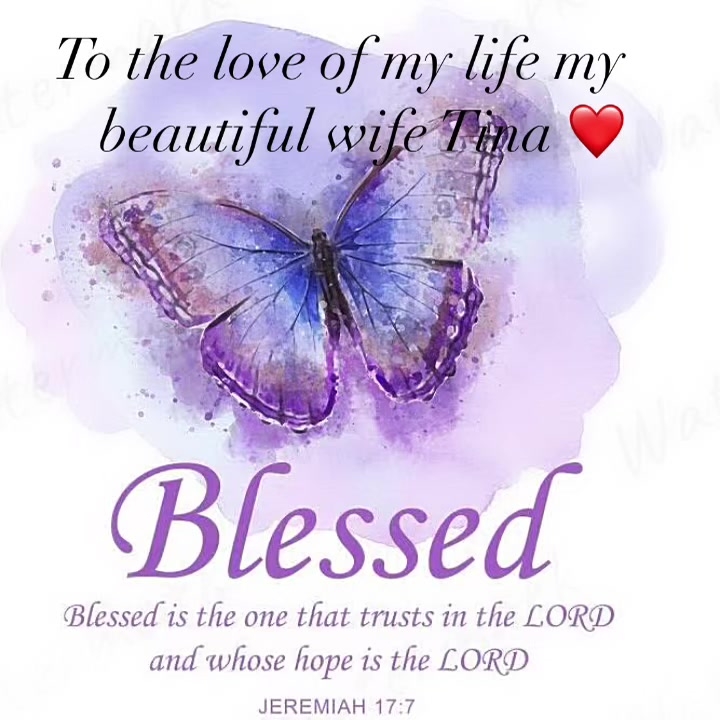 To the love of my life my
beautiful wife Tina ❤️
Blessed
Blessed is the one that trusts in the LORD
and whose hope is the LORD
JEREMIAH 17:7